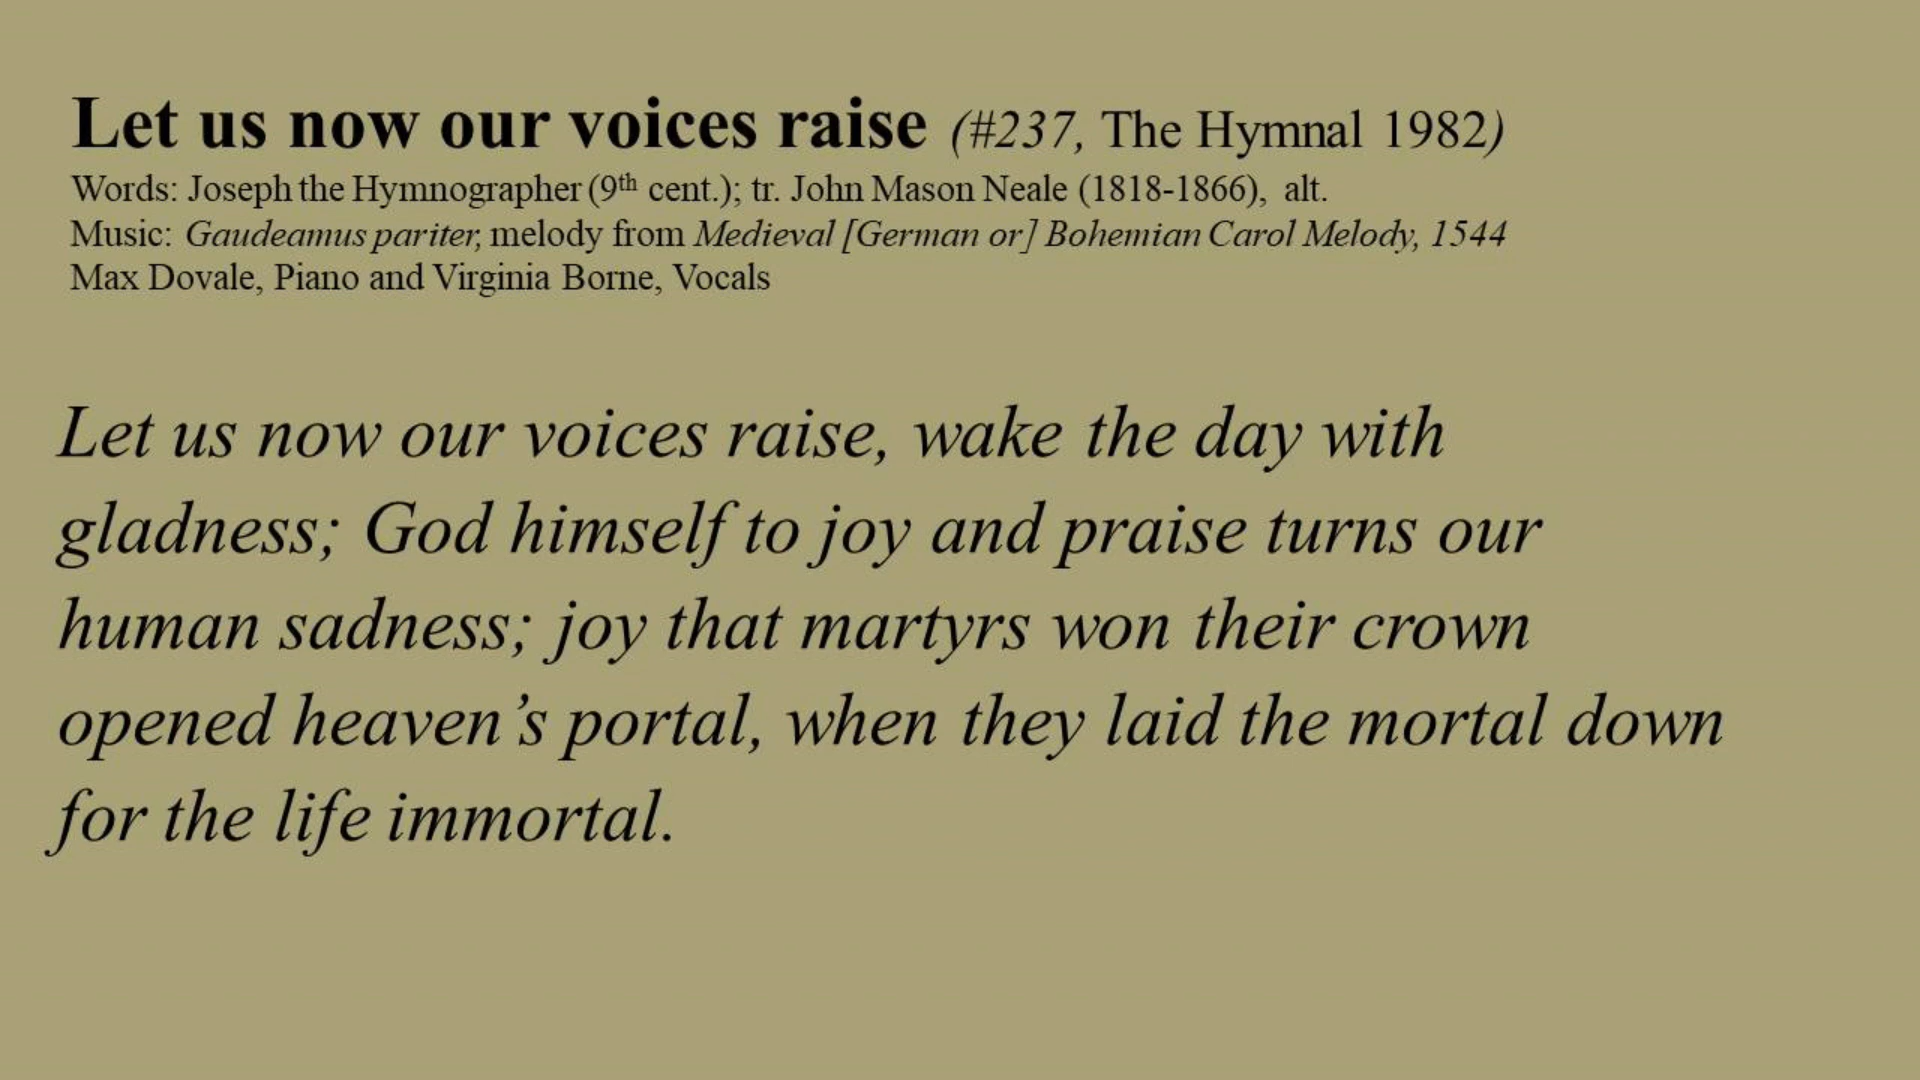 Let us now our voices raise (#237, The Hymnal 1982)
Words: Joseph the Hymnographer (9th cent.); tr. John Mason Neale (1818-1866), alt.
Music: Gaudeamus pariter, melody from Medieval [German or] Bohemian Carol Melody, 1544
Max Dovale, Piano and Virginia Borne, Vocals
Let us now our voices raise, wake the day with
gladness; God himself to joy and praise turns our
human sadness; joy that martyrs won their crown
opened heaven’s portal, when they laid the mortal down
for the life immortal.